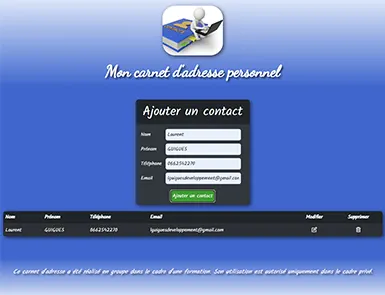 Mon carnet d'adresse personnel
Ajouter un contact
Nom Laurent
Prénom GUIGUES
Téléphone 0662542270
Email lguiguesdeveloppement@gmail.com
Ajouter un contact
Nom Prénom Téléphone Email Modifier Supprimer
Laurent GUIGUES 0662542270 lguiguesdeveloppement@gmail.com
Ce carnet d'adresse a été réalisé en groupe dans le cadre d'une formation. Son utilisation est autorisé uniquement dans le cadre privé.